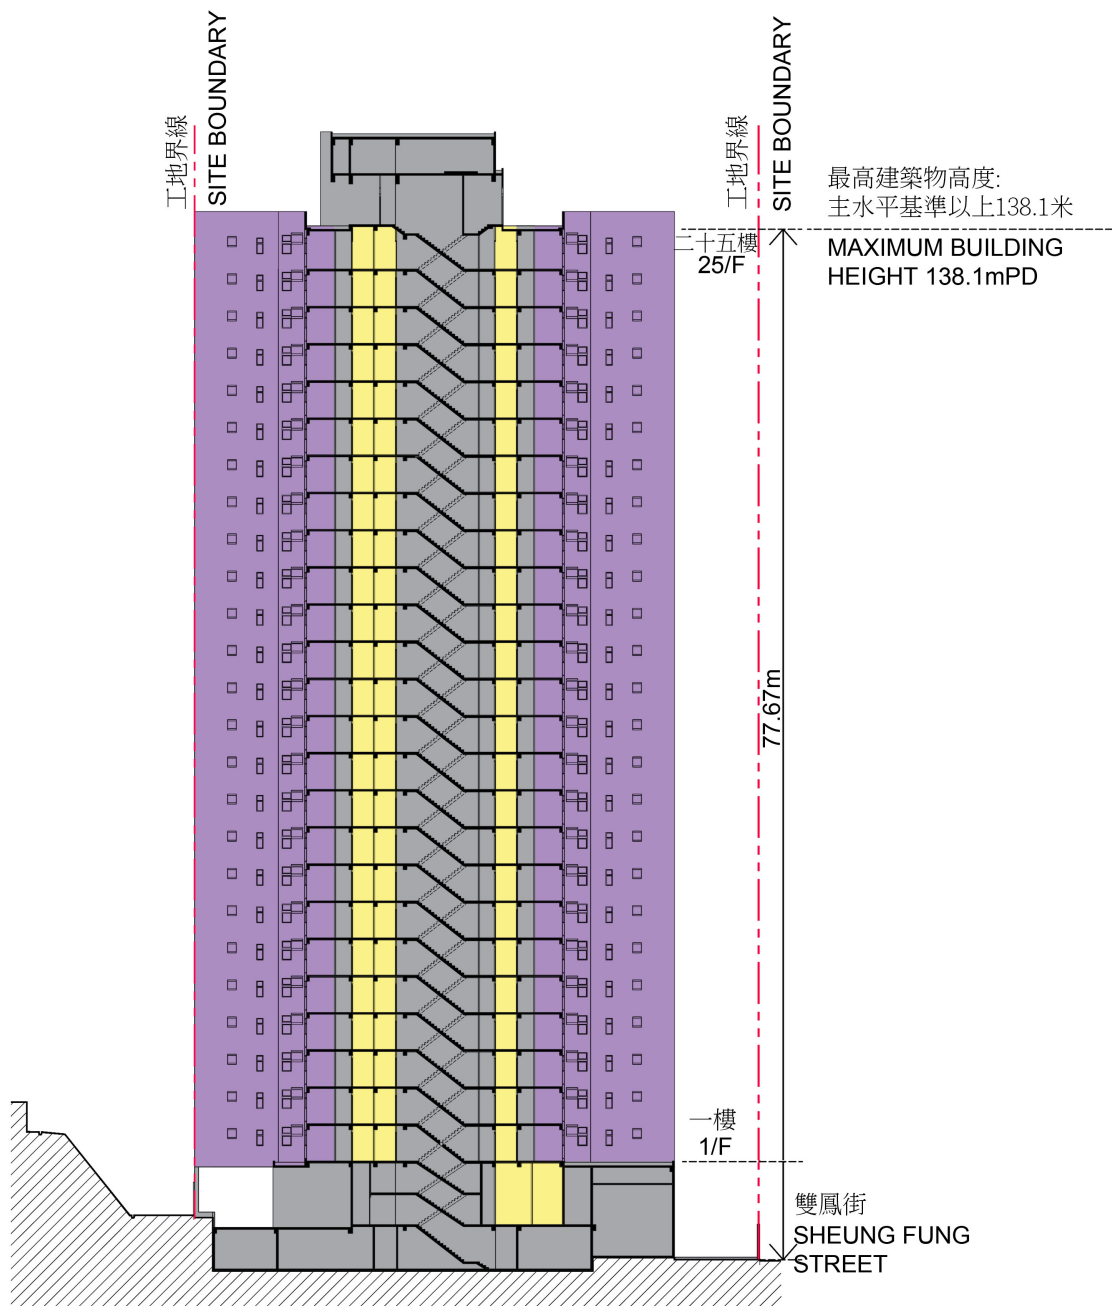 工地界線
SITE BOUNDARY
工地界線
SITE BOUNDARY
最高建築物高度:
主水平基準以上138.1米
MAXIMUM BUILDING
HEIGHT 138.1mPD
二十五樓
25/F
77.67m
一樓
1/F
雙鳳街
SHEUNG FUNG
STREET